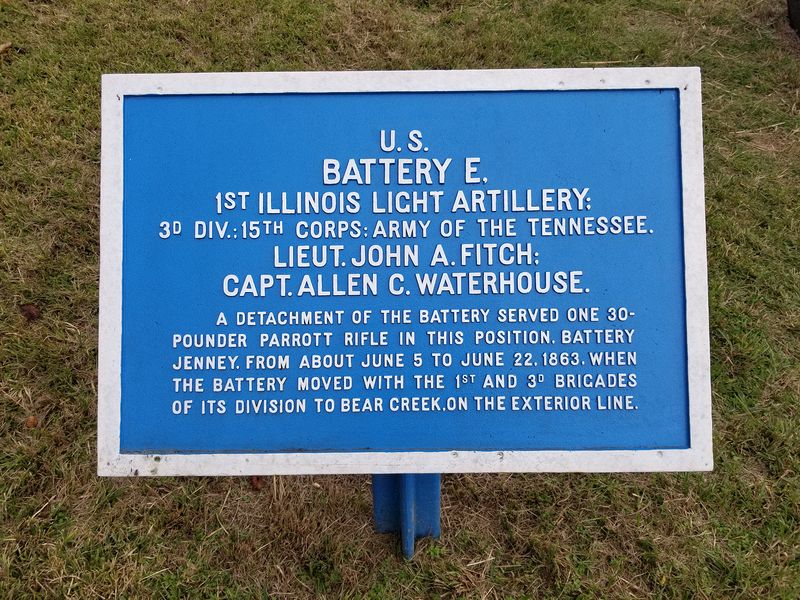 U.S.
BATTERY E,
1ST ILLINOIS LIGHT ARTILLERY;
3D DIV.; 15TH CORPS; ARMY OF THE TENNESSEE.
LIEUT. JOHN A. FITCH;
CAPT. ALLEN C. WATERHOUSE.
A DETACHMENT OF THE BATTERY SERVED ONE 30-
POUNDER PARROTT RIFLE IN THIS POSITION, BATTERY
JENNEY, FROM ABOUT JUNE 5 TO JUNE 22, 1863, WHEN
THE BATTERY MOVED WITH THE 1ST AND 3D BRIGADES
OF ITS DIVISION TO BEAR CREEK, ON THE EXTERIOR LINE.